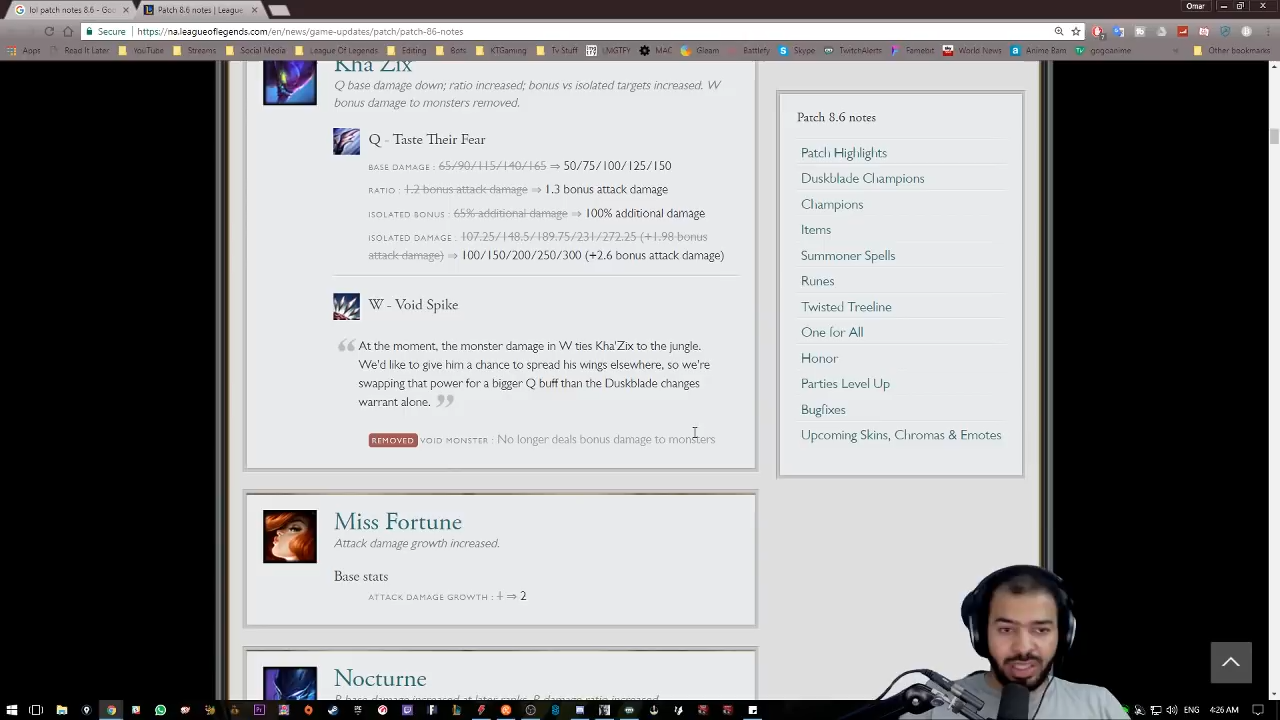 lol patch notes 8.6 - Goo
Patch 8.6 notes | League
Omar
Secure https://na.leagueoflegends.com/en/news/game-updates/patch/patch-86-notes
Apps Read It Later YouTube Streams Social Media League Of Legends Editing Bots KTGaming Tv Stuff LMGTFY MAC Gleam Battlefy Skype TwitchAlerts Famebit World News Anime Bam gogoanime Other bookmarks
Kha'Zix
Q base damage down; ratio increased; bonus vs isolated targets increased. W
bonus damage to monsters removed.
Q - Taste Their Fear
BASE DAMAGE : 65/90/115/140/165 ⇒ 50/75/100/125/150
RATIO : 1.2 bonus attack damage ⇒ 1.3 bonus attack damage
ISOLATED BONUS : 65% additional damage ⇒ 100% additional damage
ISOLATED DAMAGE : 107.25/148.5/189.75/231/272.25 (+1.98 bonus
attack damage) ⇒ 100/150/200/250/300 (+2.6 bonus attack damage)
W - Void Spike
At the moment, the monster damage in W ties Kha'Zix to the jungle.
We'd like to give him a chance to spread his wings elsewhere, so we're
swapping that power for a bigger Q buff than the Duskblade changes
warrant alone.
REMOVED VOID MONSTER : No longer deals bonus damage to monsters
Miss Fortune
Attack damage growth increased.
Base stats
ATTACK DAMAGE GROWTH : 1 ⇒ 2
Nocturne
R base damage increased at later ranks. R damage ratio increased.
Patch 8.6 notes
Patch Highlights
Duskblade Champions
Champions
Items
Summoner Spells
Runes
Twisted Treeline
One for All
Honor
Parties Level Up
Bugfixes
Upcoming Skins, Chromas & Emotes
4:26 AM